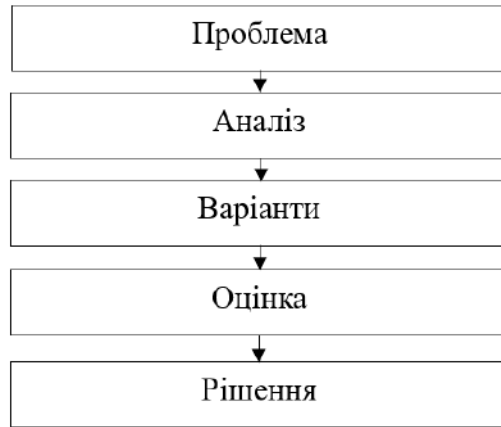 Проблема
Аналіз
Варіанти
Оцінка
Рішення